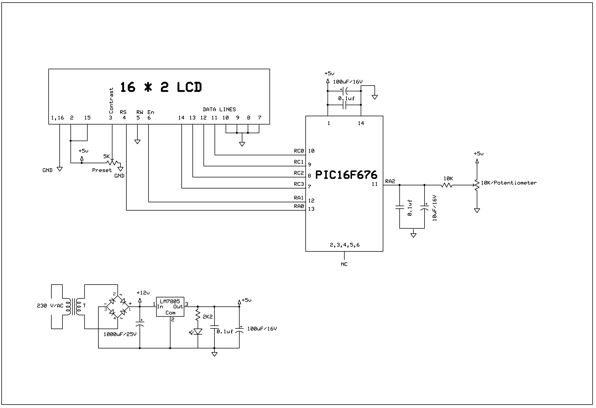 +5v
100uF/16V
0.1uf
1 14
16 * 2 LCD
Contrast
RS RW En
DATA LINES
1,16 2 15 3 4 5 6 14 13 12 11 10 9 8 7
+5v
5K
Preset
GND
GND
RC0 10
RC1 9
RC2 8
RC3 7
RA1 12
RA0 13
PIC16F676
11 RA2
2,3,4,5,6
NC
0.1uf
10uF/16V
10K
+5v
10K/Potentiometer
230 V/AC
T
2
3
1
+12v
1000uF/25V
LM7805
1 In Out 3
Com
2
2K2
0.1uf
+5v
100uF/16V